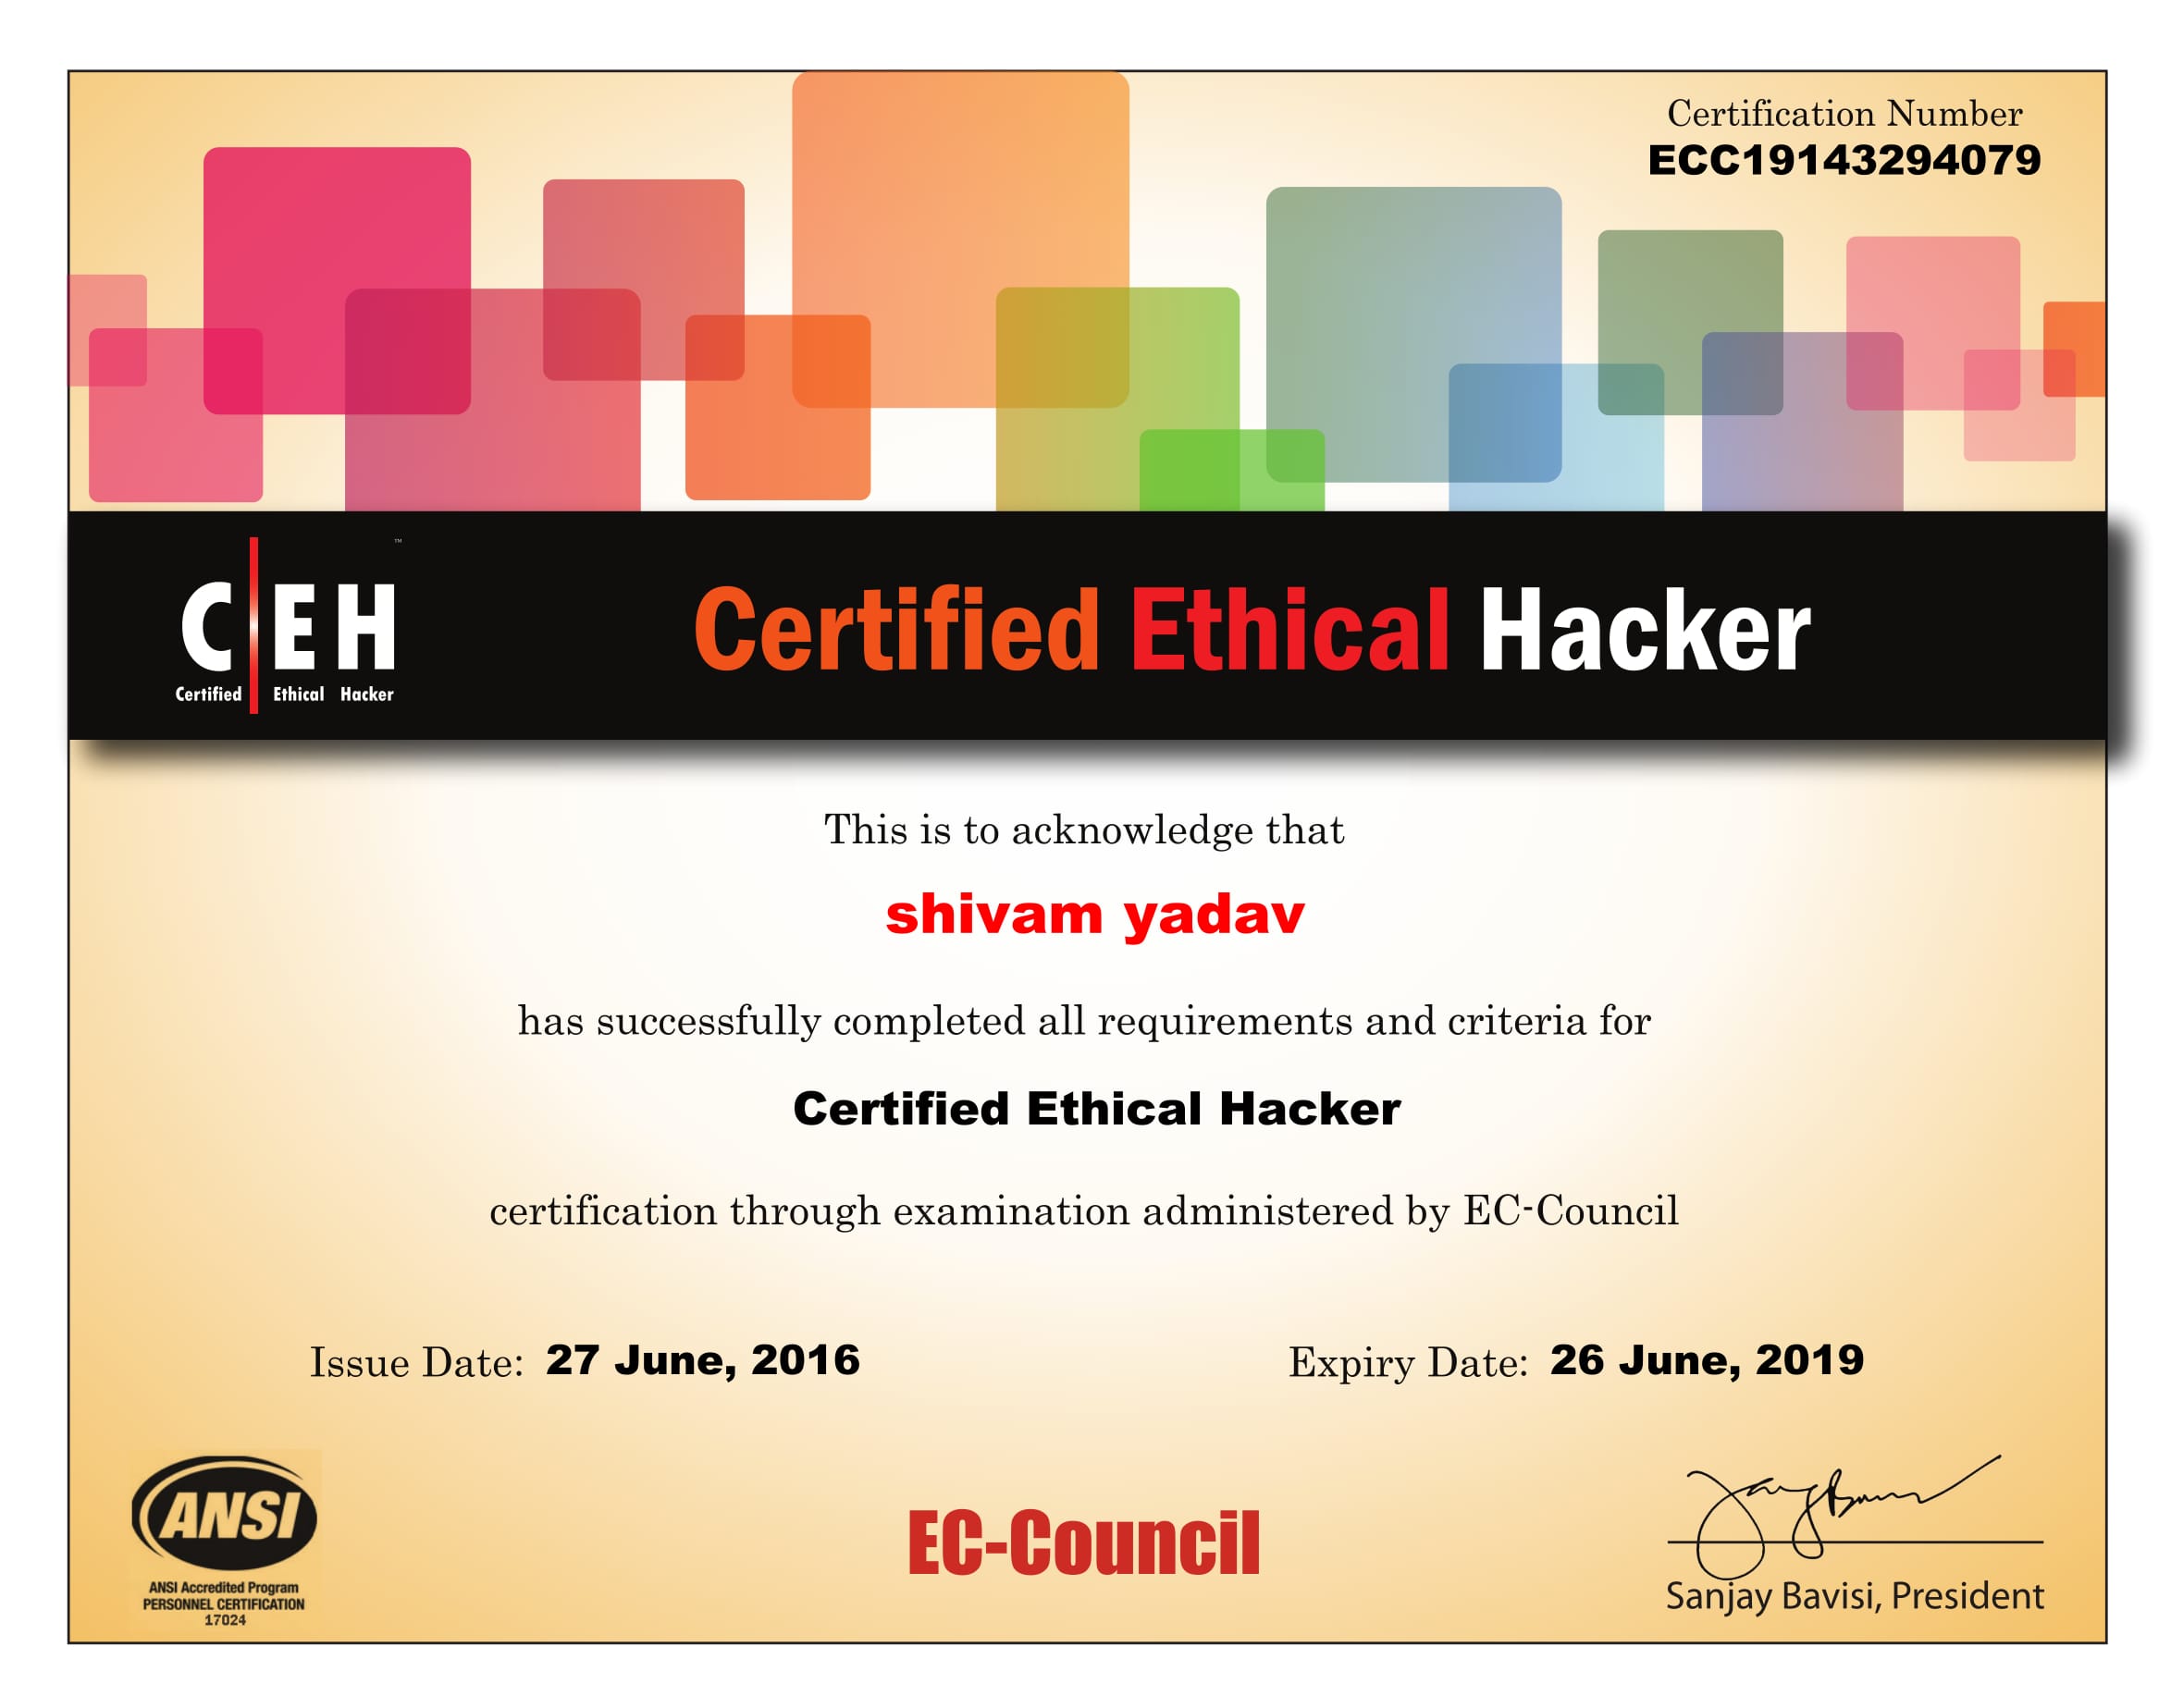 Certification Number
ECC19143294079
C EH ™
Certified Ethical Hacker
Certified Ethical Hacker
This is to acknowledge that
shivam yadav
has successfully completed all requirements and criteria for
Certified Ethical Hacker
certification through examination administered by EC-Council
Issue Date: 27 June, 2016
Expiry Date: 26 June, 2019
ANSI
ANSI Accredited Program
PERSONNEL CERTIFICATION
17024
EC-Council
Sanjay Bavisi, President